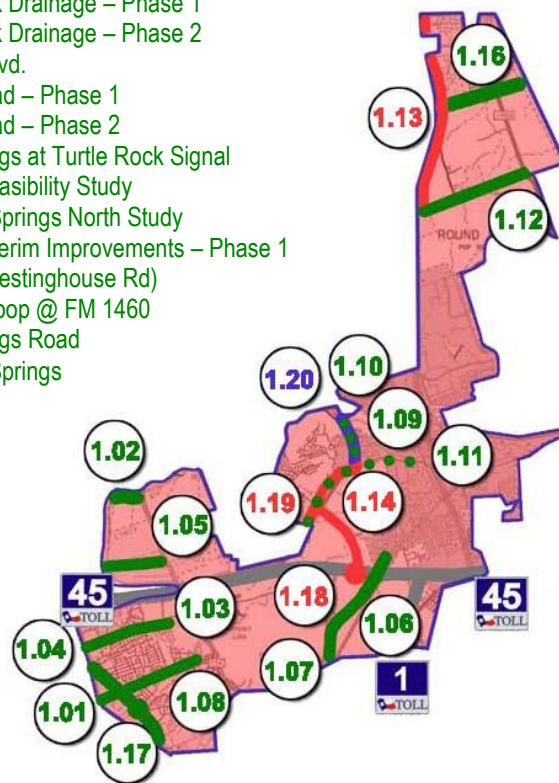 k Drainage – Phase 1
k Drainage – Phase 2
vd.
ad – Phase 1
ad – Phase 2
gs at Turtle Rock Signal
asibility Study
Springs North Study
erim Improvements – Phase 1
estinghouse Rd)
oop @ FM 1460
gs Road
Springs
1.16
1.13
1.12
ROUND
1.10
1.20
1.09
1.11
1.02
1.19
1.14
1.05
45
TOLL
1.03
1.18
45
TOLL
1.04
1.06
1.07
1
TOLL
1.01
1.08
1.17